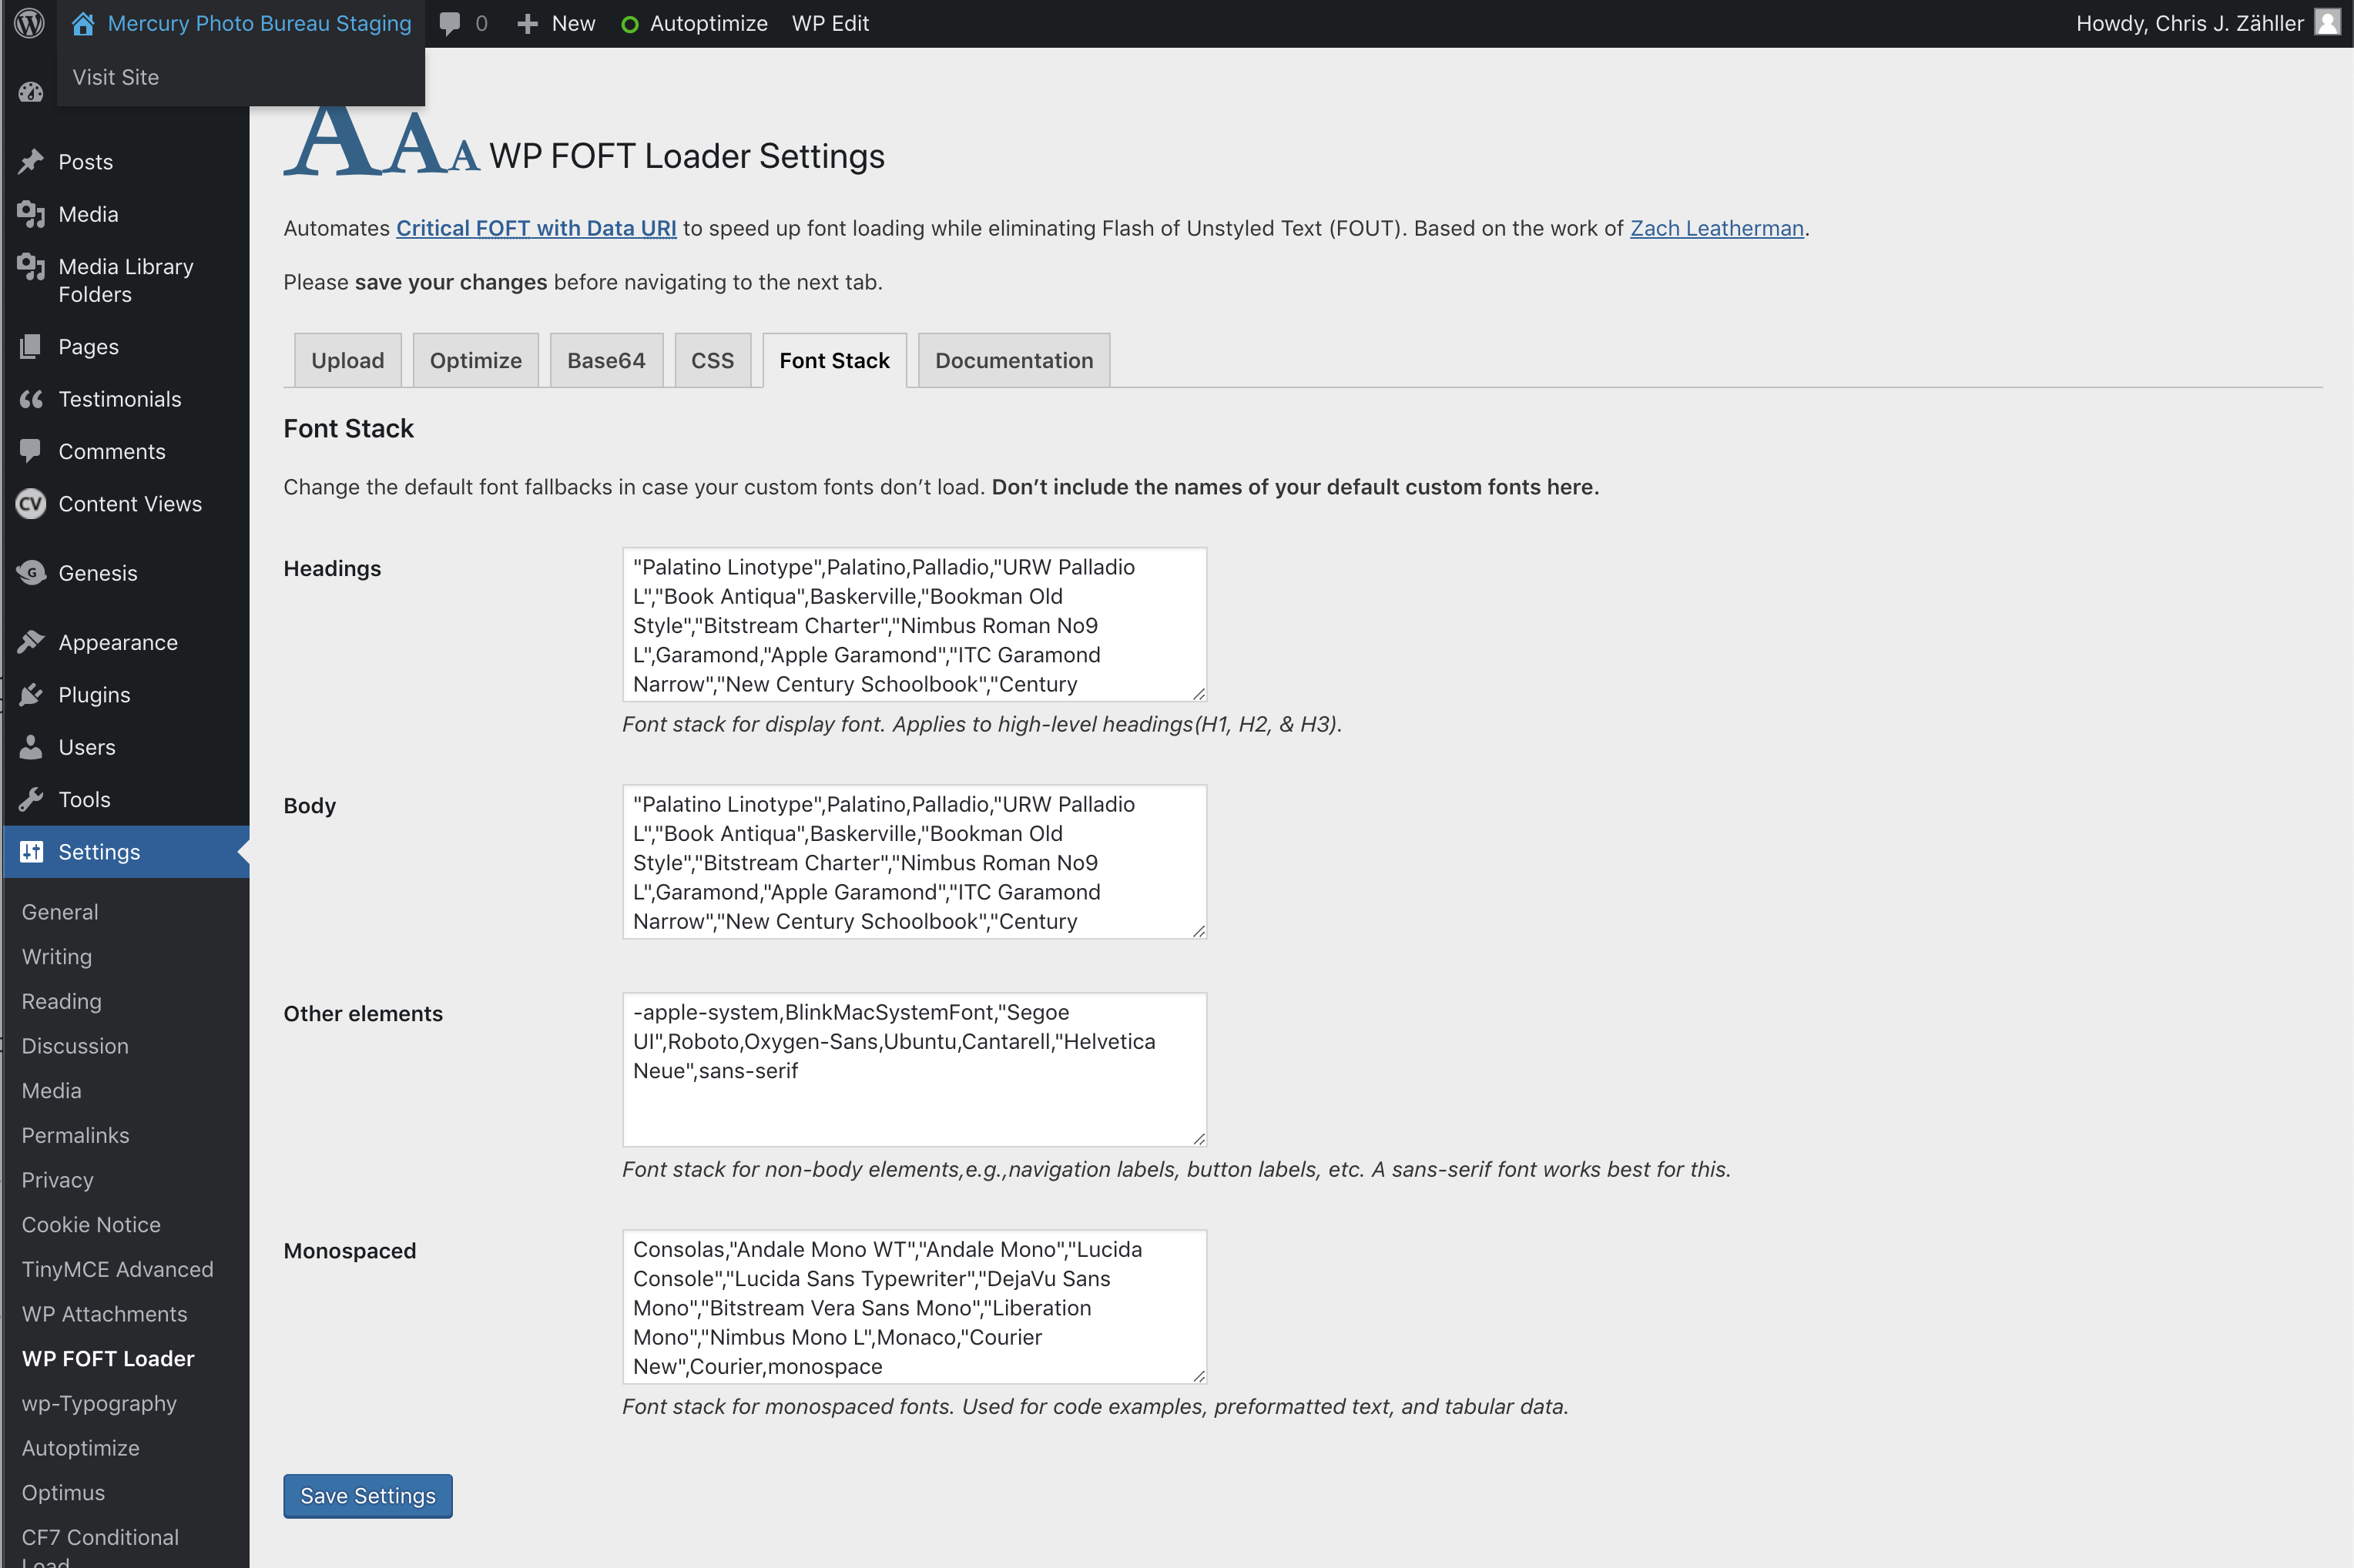 Mercury Photo Bureau Staging
0
New
Autoptimize
WP Edit
Howdy, Chris J. Zähller
Visit Site
Posts
Media
Media Library
Folders
Pages
Testimonials
Comments
CV
Content Views
G
Genesis
Appearance
Plugins
Users
Tools
Settings
General
Writing
Reading
Discussion
Media
Permalinks
Privacy
Cookie Notice
TinyMCE Advanced
WP Attachments
WP FOFT Loader
wp-Typography
Autoptimize
Optimus
CF7 Conditional
Load
AAA WP FOFT Loader Settings
Automates Critical FOFT with Data URI to speed up font loading while eliminating Flash of Unstyled Text (FOUT). Based on the work of Zach Leatherman.
Please save your changes before navigating to the next tab.
Upload
Optimize
Base64
CSS
Font Stack
Documentation
Font Stack
Change the default font fallbacks in case your custom fonts don’t load. Don’t include the names of your default custom fonts here.
Headings
"Palatino Linotype",Palatino,Palladio,"URW Palladio
L","Book Antiqua",Baskerville,"Bookman Old
Style","Bitstream Charter","Nimbus Roman No9
L",Garamond,"Apple Garamond","ITC Garamond
Narrow","New Century Schoolbook","Century
Font stack for display font. Applies to high-level headings(H1, H2, & H3).
Body
"Palatino Linotype",Palatino,Palladio,"URW Palladio
L","Book Antiqua",Baskerville,"Bookman Old
Style","Bitstream Charter","Nimbus Roman No9
L",Garamond,"Apple Garamond","ITC Garamond
Narrow","New Century Schoolbook","Century
Other elements
-apple-system,BlinkMacSystemFont,"Segoe
UI",Roboto,Oxygen-Sans,Ubuntu,Cantarell,"Helvetica
Neue",sans-serif
Font stack for non-body elements,e.g.,navigation labels, button labels, etc. A sans-serif font works best for this.
Monospaced
Consolas,"Andale Mono WT","Andale Mono","Lucida
Console","Lucida Sans Typewriter","DejaVu Sans
Mono","Bitstream Vera Sans Mono","Liberation
Mono","Nimbus Mono L",Monaco,"Courier
New",Courier,monospace
Font stack for monospaced fonts. Used for code examples, preformatted text, and tabular data.
Save Settings